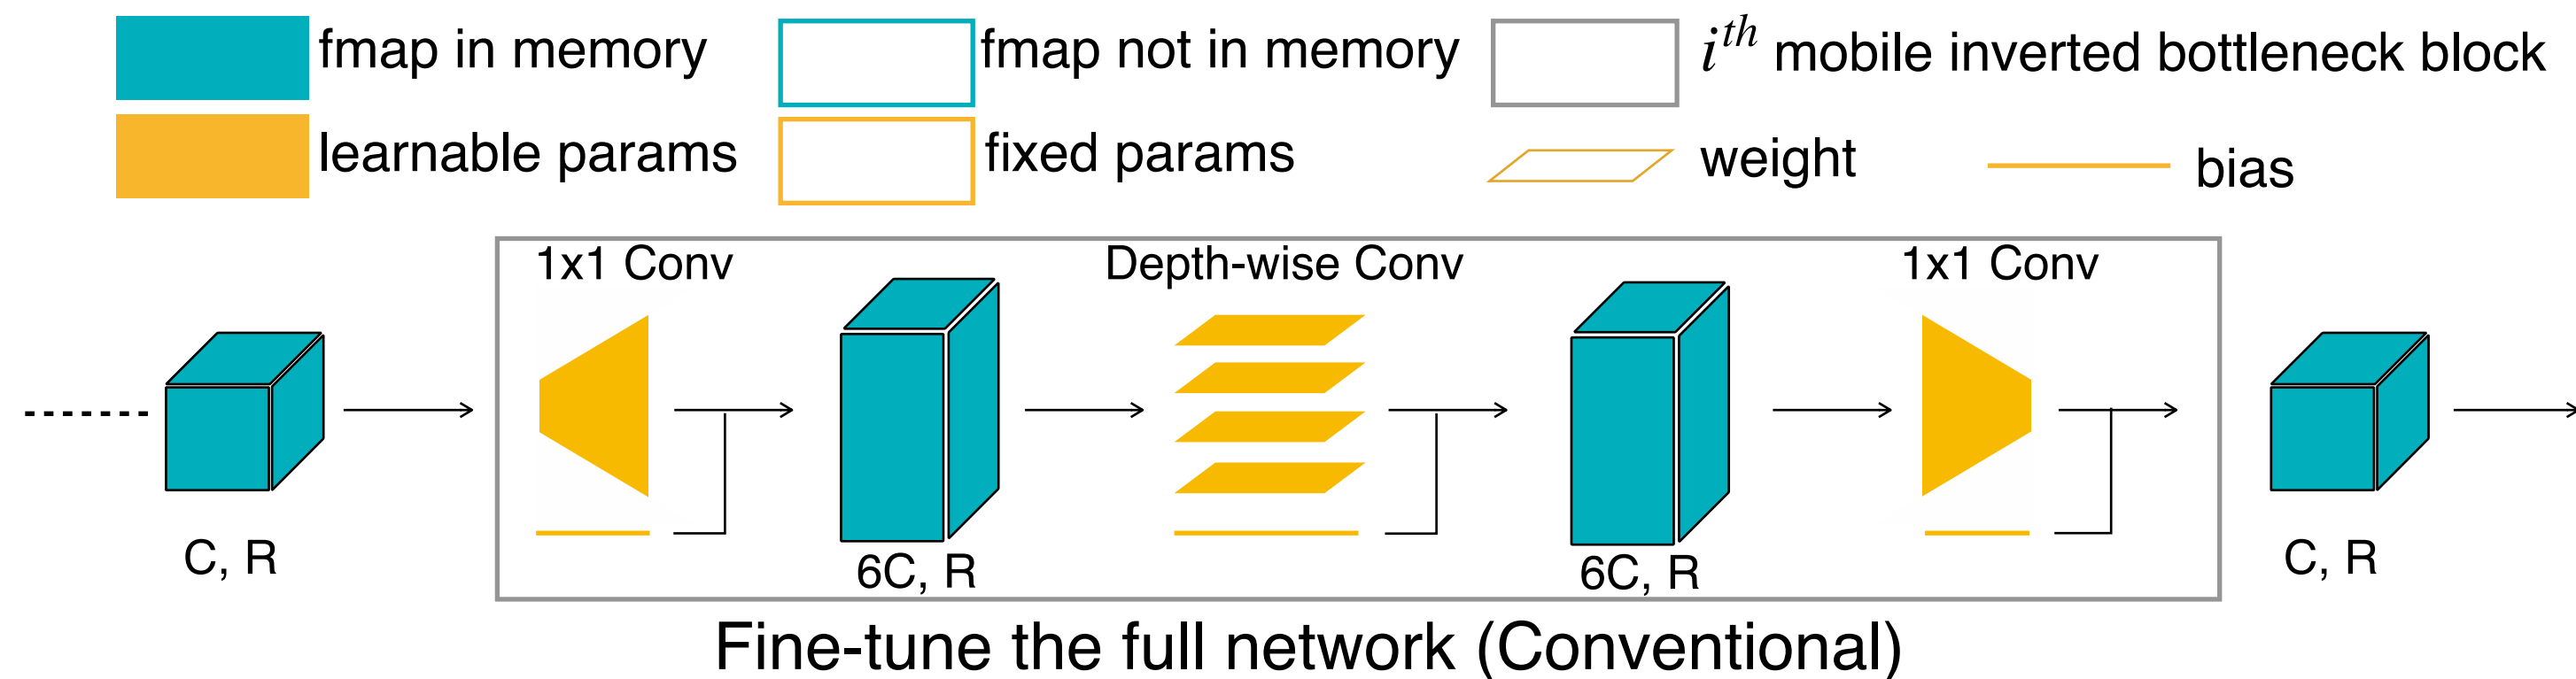 fmap in memory fmap not in memory i^th mobile inverted bottleneck block
learnable params fixed params weight bias
1x1 Conv Depth-wise Conv 1x1 Conv
C, R 6C, R 6C, R C, R
Fine-tune the full network (Conventional)